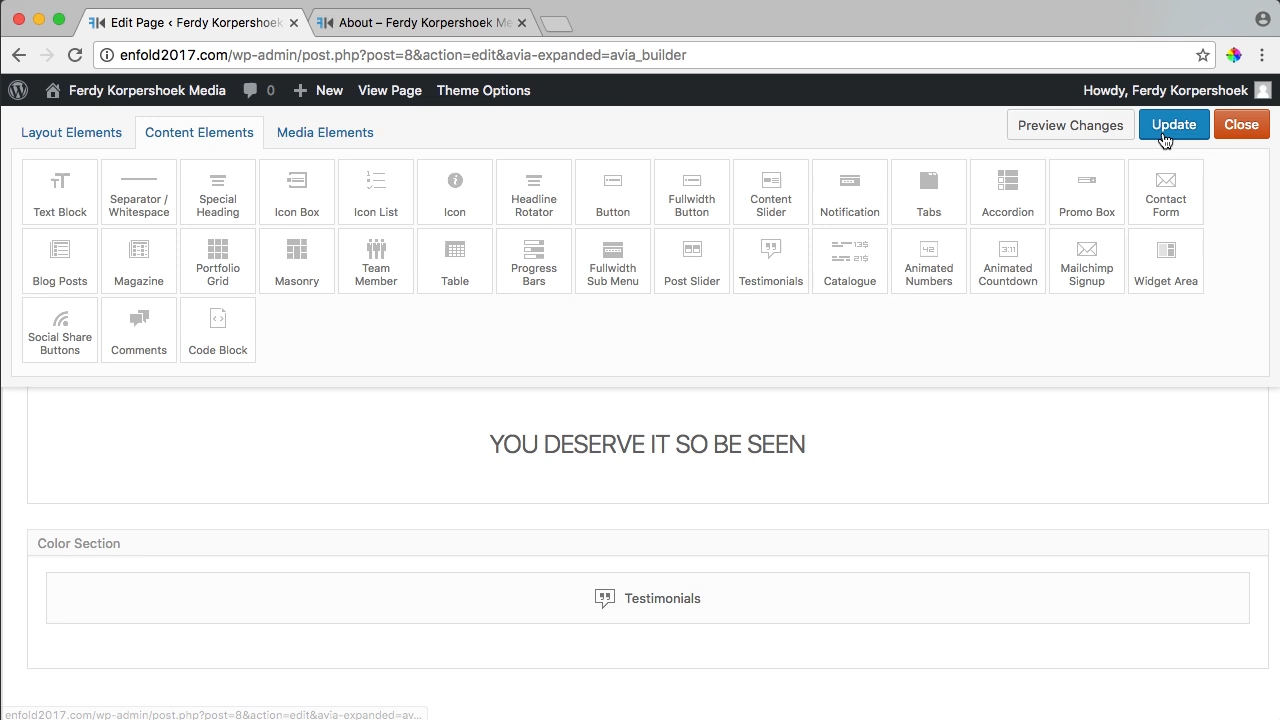 Edit Page ‹ Ferdy Korpershoek
About – Ferdy Korpershoek Me
enfold2017.com/wp-admin/post.php?post=8&action=edit&avia-expanded=avia_builder
Ferdy Korpershoek Media 0 New View Page Theme Options Howdy, Ferdy Korpershoek
Layout Elements Content Elements Media Elements Preview Changes Update Close
Text Block
Separator /
Whitespace
Special
Heading
Icon Box
Icon List
Icon
Headline
Rotator
Button
Fullwidth
Button
Content
Slider
Notification
Tabs
Accordion
Promo Box
Contact
Form
Blog Posts
Magazine
Portfolio
Grid
Masonry
Team
Member
Table
Progress
Bars
Fullwidth
Sub Menu
Post Slider
Testimonials
13$
21$
Catalogue
42
Animated
Numbers
3:11
Animated
Countdown
Mailchimp
Signup
Widget Area
Social Share
Buttons
Comments
Code Block
YOU DESERVE IT SO BE SEEN
Color Section
Testimonials
enfold2017.com/wp-admin/post.php?post=8&action=edit&avia-expanded=av...